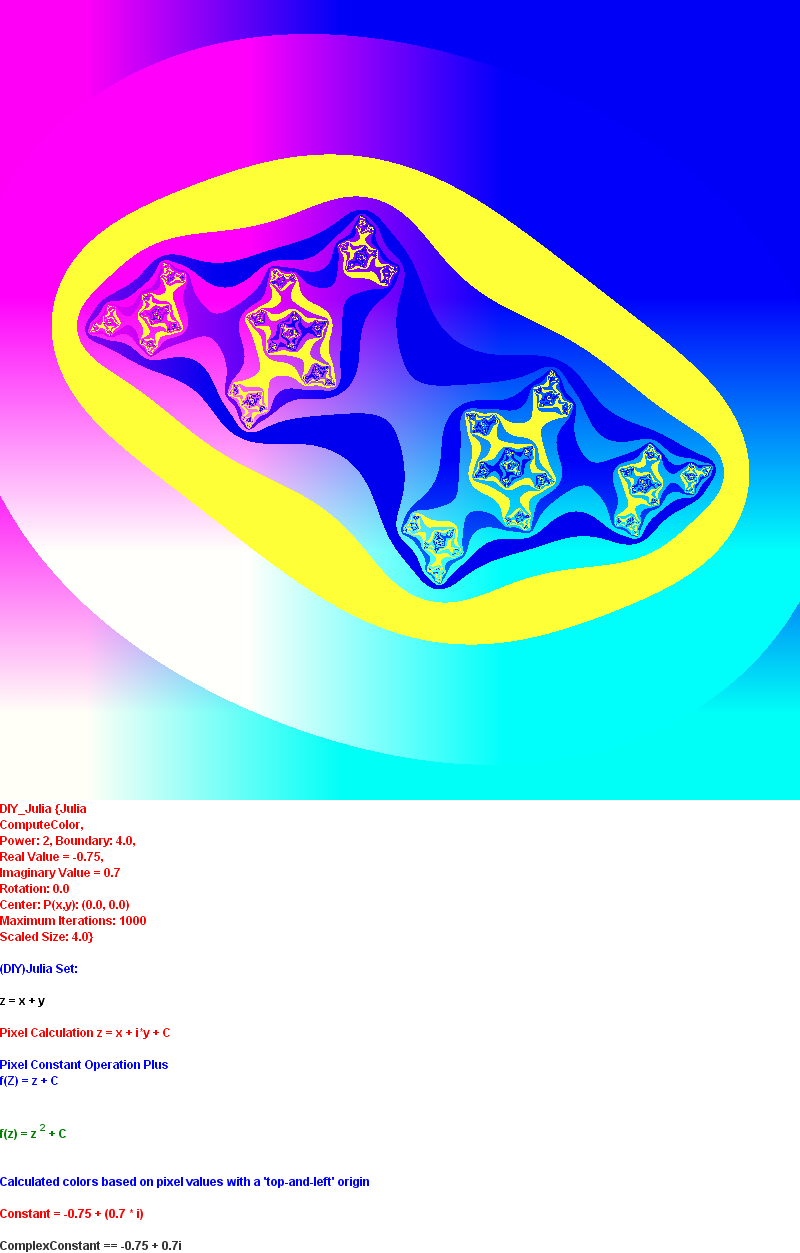 DIY_Julia {Julia
ComputeColor,
Power: 2, Boundary: 4.0,
Real Value = -0.75,
Imaginary Value = 0.7
Rotation: 0.0
Center: P(x,y): (0.0, 0.0)
Maximum Iterations: 1000
Scaled Size: 4.0}
(DIY)Julia Set:
z = x + y
Pixel Calculation z = x + i*y + C
Pixel Constant Operation Plus
f(Z) = z + C
f(z) = z 2 + C
Calculated colors based on pixel values with a 'top-and-left' origin
Constant = -0.75 + (0.7 * i)
ComplexConstant == -0.75 + 0.7i